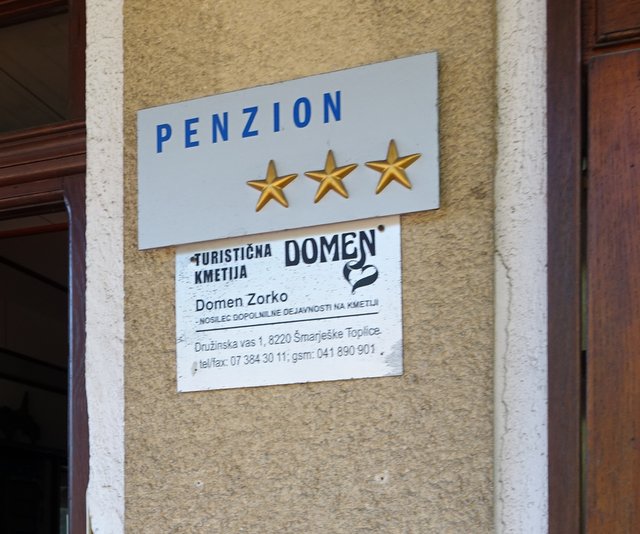 PENZION
TURISTIČNA
KMETIJA
DOMEN
Domen Zorko
- NOSILEC DOPOLNILNE DEJAVNOSTI NA KMETIJI
Družinska vas 1, 8220 Šmarješke Toplice
tel/fax: 07 384 30 11; gsm: 041 890 901